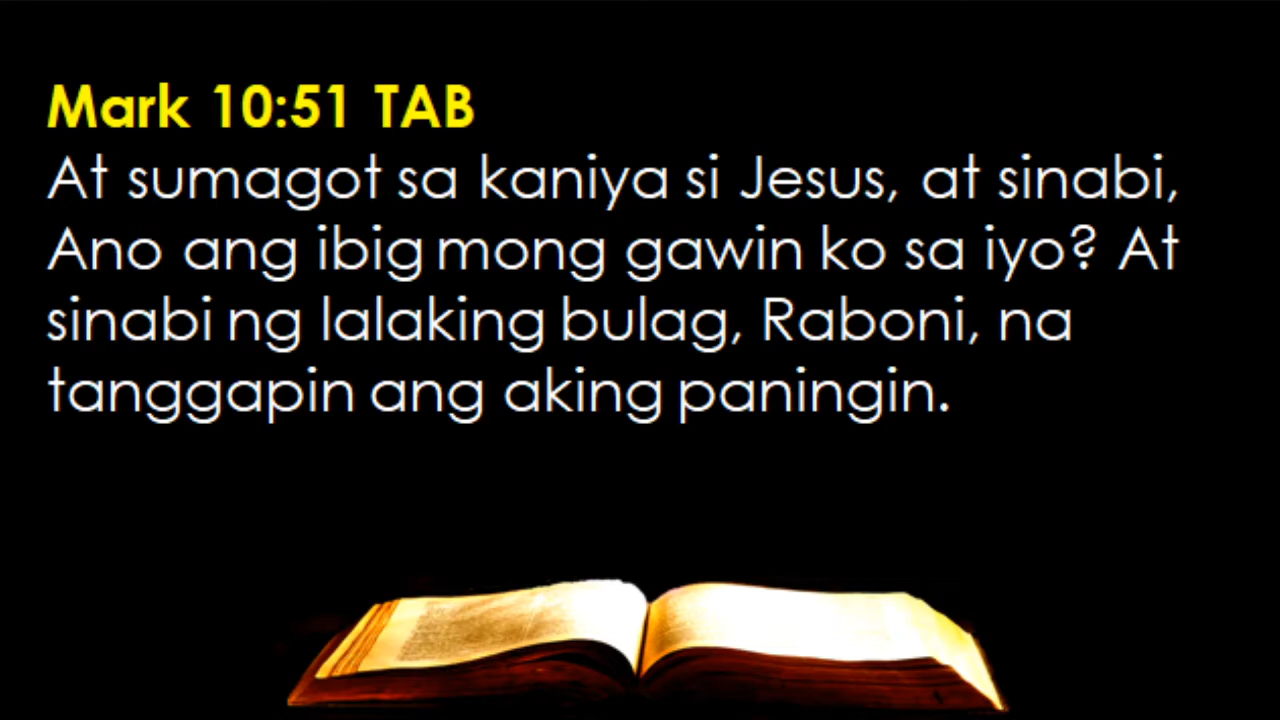 Mark 10:51 TAB
At sumagot sa kaniya si Jesus, at sinabi,
Ano ang ibig mong gawin ko sa iyo? At
sinabi ng lalaking bulag, Raboni, na
tanggapin ang aking paningin.